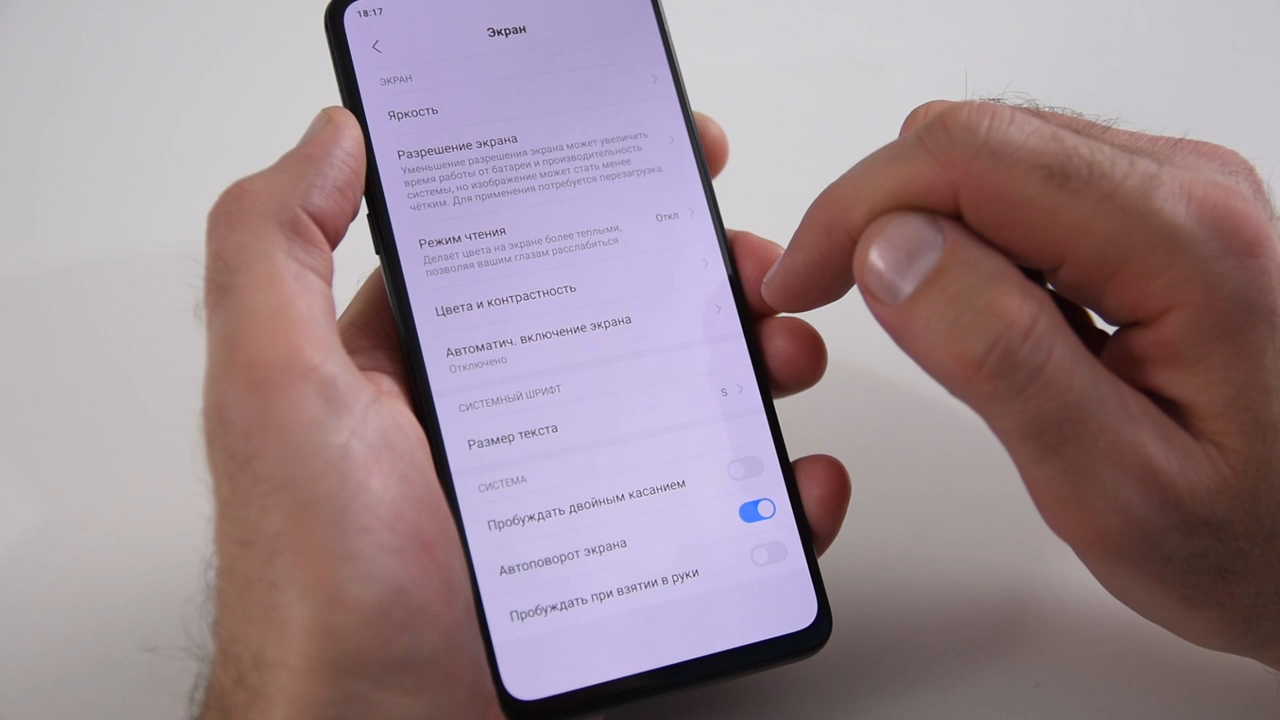 18:17
Экран
ЭКРАН
Яркость
Разрешение экрана
Уменьшение разрешения экрана может увеличить
время работы от батареи и производительность
системы, но изображение может стать менее
чётким. Для применения потребуется перезагрузка.
Режим чтения
Откл
Делает цвета на экране более теплыми,
позволяя вашим глазам расслабиться
Цвета и контрастность
Автоматич. включение экрана
Отключено
СИСТЕМНЫЙ ШРИФТ
Размер текста
S
СИСТЕМА
Пробуждать двойным касанием
Автоповорот экрана
Пробуждать при взятии в руки